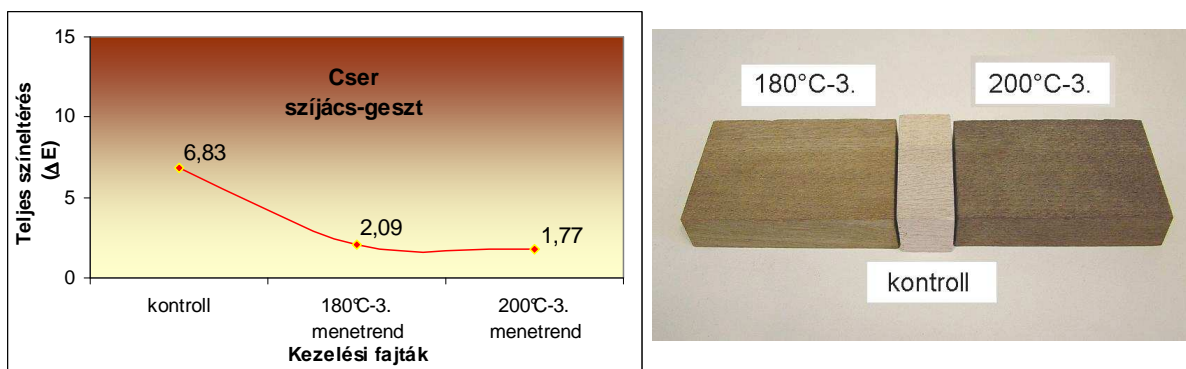 Cser
szíjács-geszt
Teljes színeltérés
(ΔE)
15
10
5
0
6,83
2,09
1,77
kontroll
180°C-3.
menetrend
200°C-3.
menetrend
Kezelési fajták
180°C-3.
200°C-3.
kontroll